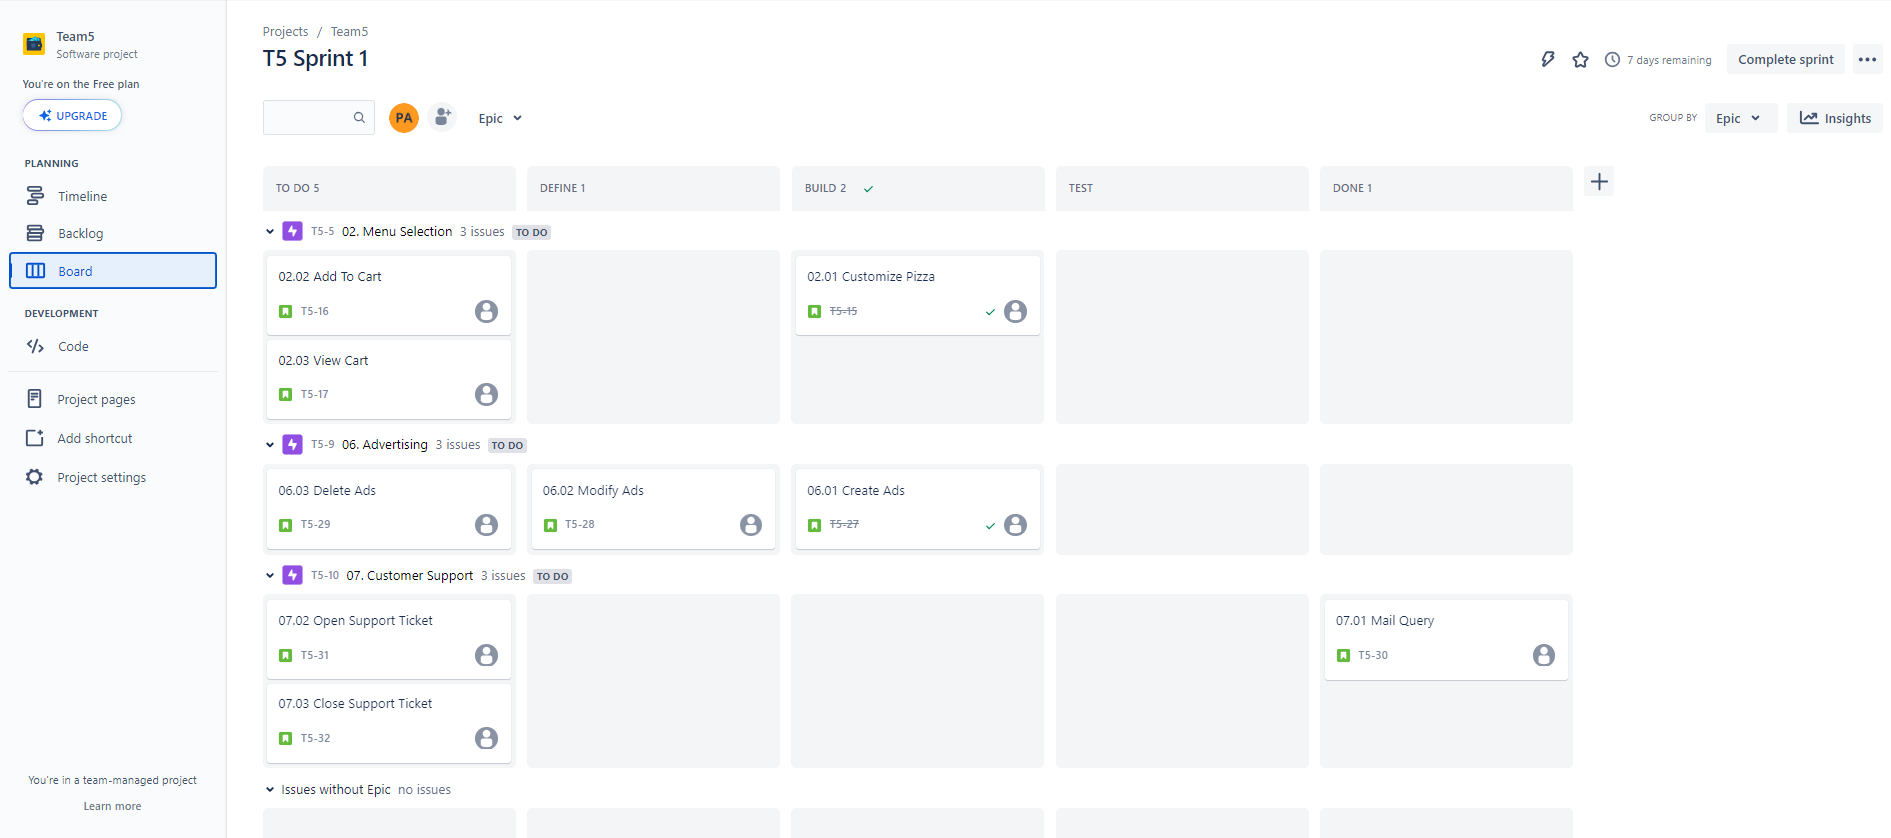 Team5
Software project
You're on the Free plan
UPGRADE
PLANNING
Timeline
Backlog
Board
DEVELOPMENT
Code
Project pages
Add shortcut
Project settings
You're in a team-managed project
Learn more
Projects / Team5
T5 Sprint 1
7 days remaining
Complete sprint
PA
Epic
GROUP BY
Epic
Insights
TO DO 5
DEFINE 1
BUILD 2
TEST
DONE 1
T5-5 02. Menu Selection 3 issues TO DO
02.02 Add To Cart
T5-16
02.03 View Cart
T5-17
02.01 Customize Pizza
T5-15
T5-9 06. Advertising 3 issues TO DO
06.03 Delete Ads
T5-29
06.02 Modify Ads
T5-28
06.01 Create Ads
T5-27
T5-10 07. Customer Support 3 issues TO DO
07.02 Open Support Ticket
T5-31
07.03 Close Support Ticket
T5-32
07.01 Mail Query
T5-30
Issues without Epic no issues